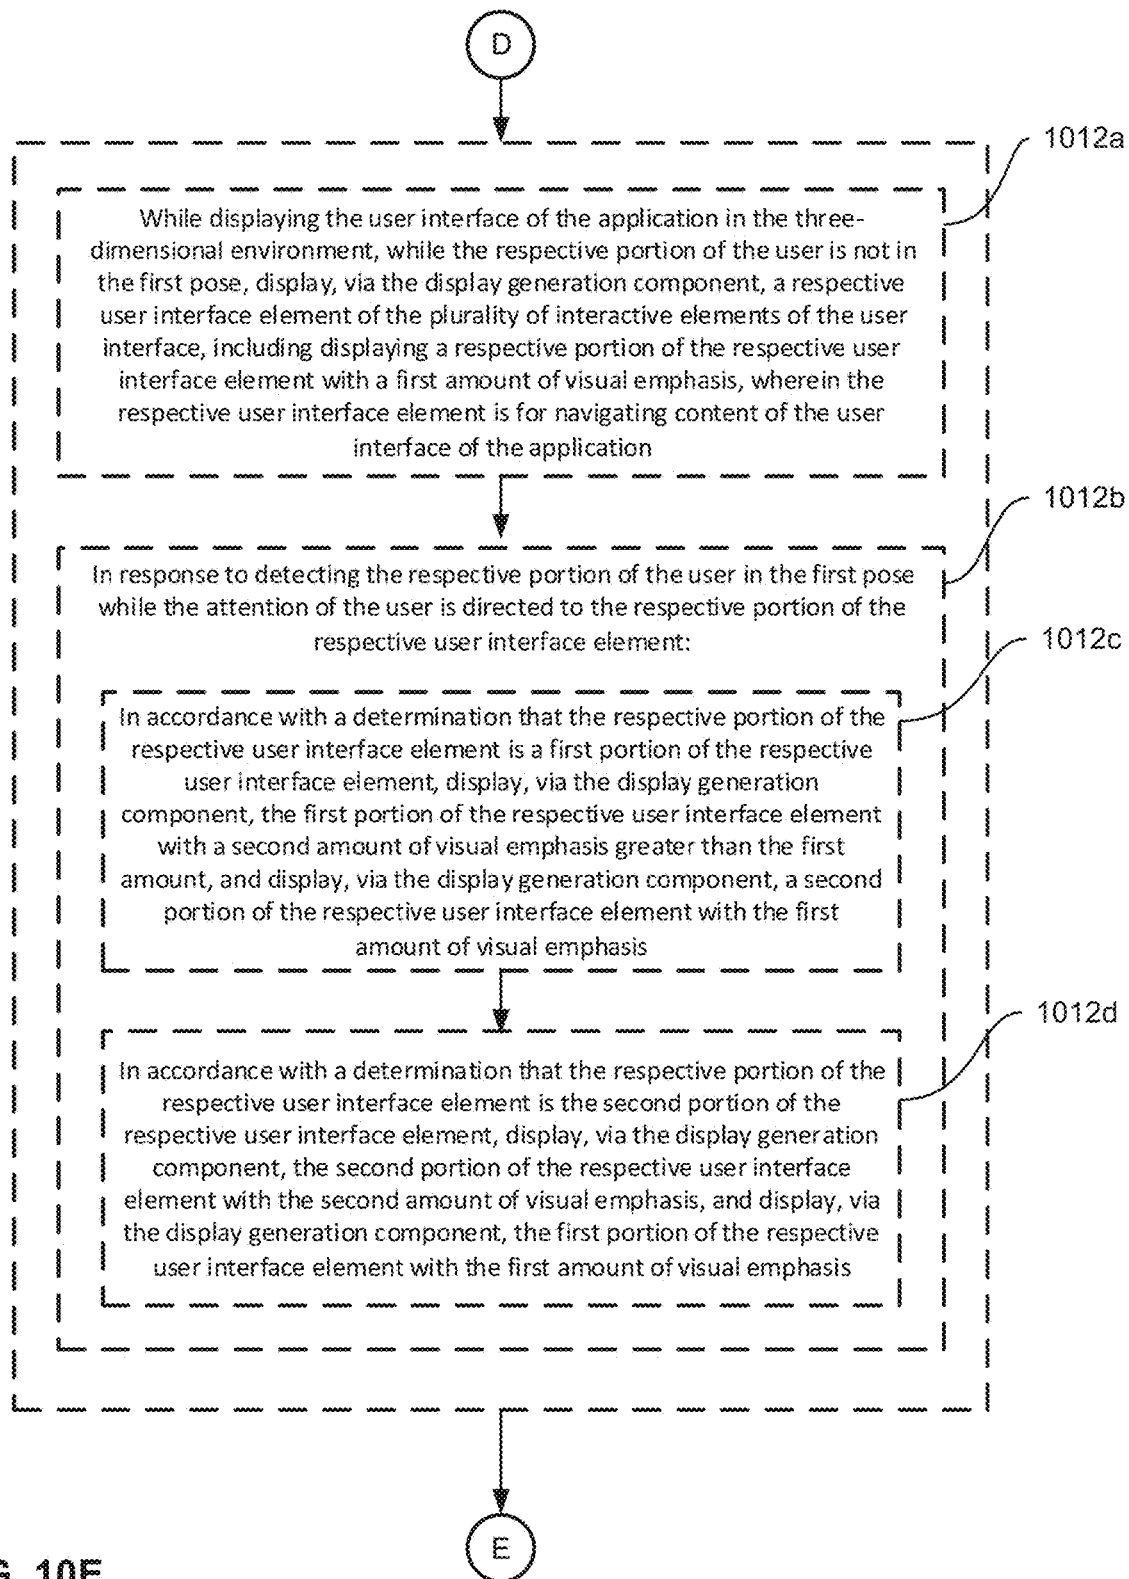 D
1012a
While displaying the user interface of the application in the three-
dimensional environment, while the respective portion of the user is not in
the first pose, display, via the display generation component, a respective
user interface element of the plurality of interactive elements of the user
interface, including displaying a respective portion of the respective user
interface element with a first amount of visual emphasis, wherein the
respective user interface element is for navigating content of the user
interface of the application
1012b
In response to detecting the respective portion of the user in the first pose
while the attention of the user is directed to the respective portion of the
respective user interface element:
1012c
In accordance with a determination that the respective portion of the
respective user interface element is a first portion of the respective
user interface element, display, via the display generation
component, the first portion of the respective user interface element
with a second amount of visual emphasis greater than the first
amount, and display, via the display generation component, a second
portion of the respective user interface element with the first
amount of visual emphasis
1012d
In accordance with a determination that the respective portion of the
respective user interface element is the second portion of the
respective user interface element, display, via the display generation
component, the second portion of the respective user interface
element with the second amount of visual emphasis, and display, via
the display generation component, the first portion of the respective
user interface element with the first amount of visual emphasis
E
10E